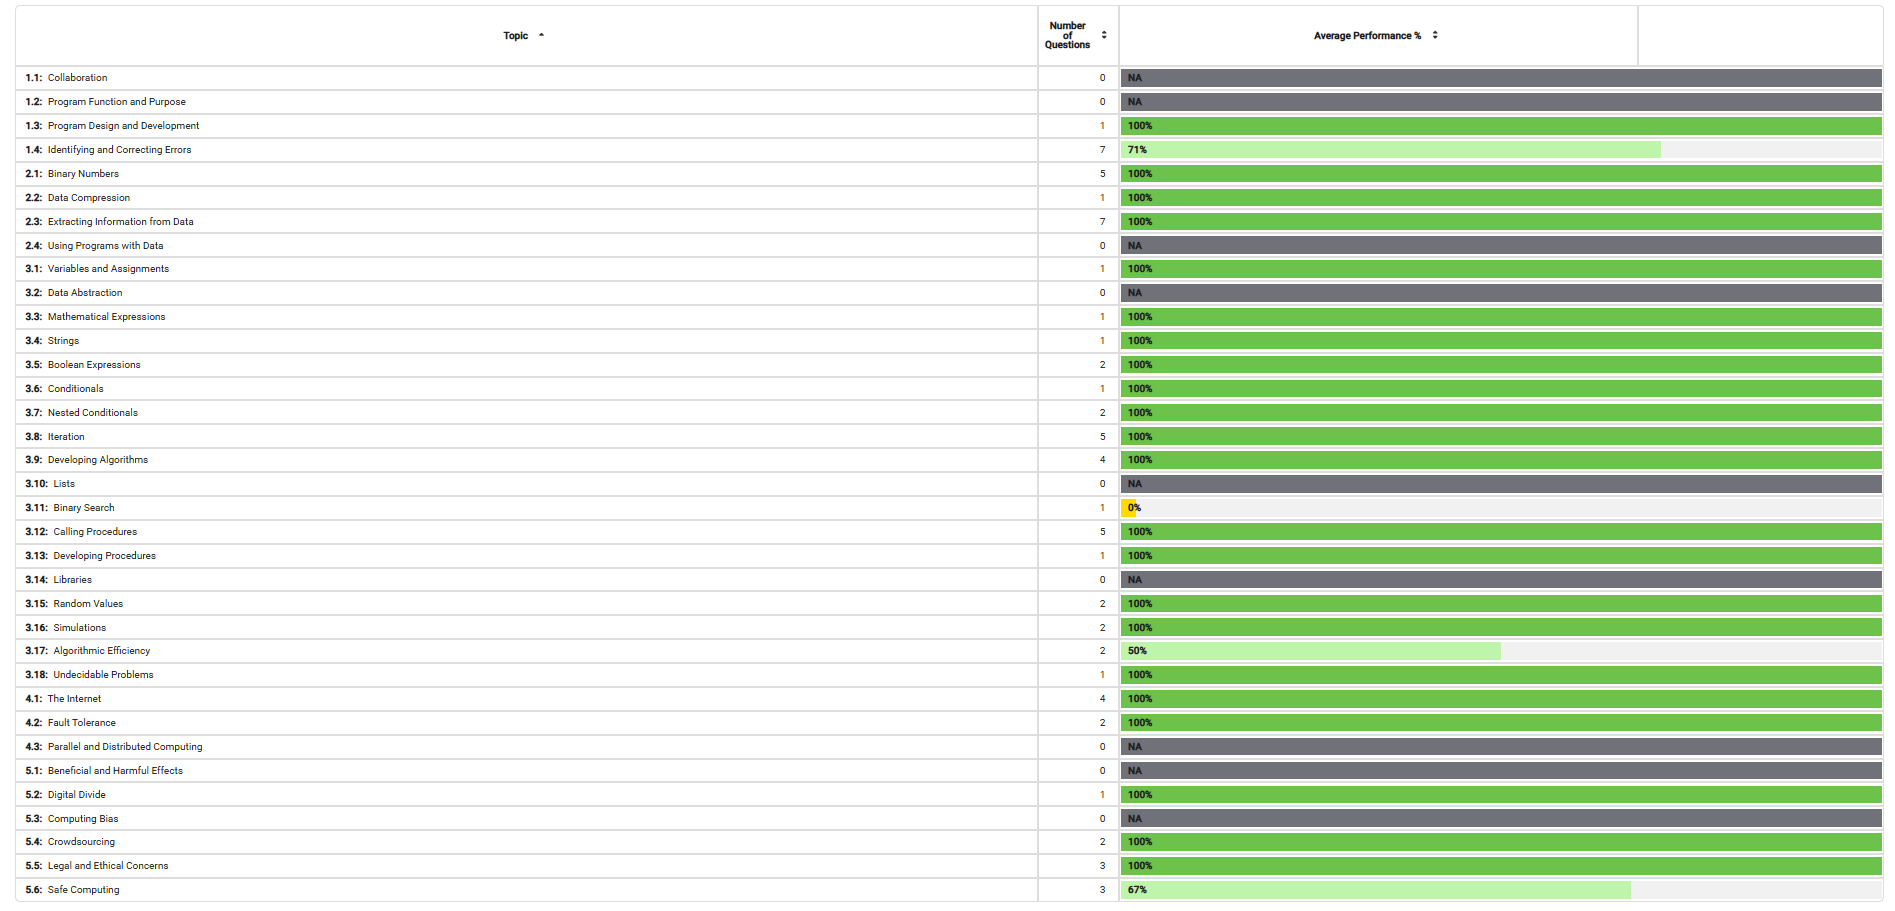 Topic Number of Questions Average Performance %
1.1: Collaboration 0 NA
1.2: Program Function and Purpose 0 NA
1.3: Program Design and Development 1 100%
1.4: Identifying and Correcting Errors 7 71%
2.1: Binary Numbers 5 100%
2.2: Data Compression 1 100%
2.3: Extracting Information from Data 7 100%
2.4: Using Programs with Data 0 NA
3.1: Variables and Assignments 1 100%
3.2: Data Abstraction 0 NA
3.3: Mathematical Expressions 1 100%
3.4: Strings 1 100%
3.5: Boolean Expressions 2 100%
3.6: Conditionals 1 100%
3.7: Nested Conditionals 2 100%
3.8: Iteration 5 100%
3.9: Developing Algorithms 4 100%
3.10: Lists 0 NA
3.11: Binary Search 1 0%
3.12: Calling Procedures 5 100%
3.13: Developing Procedures 1 100%
3.14: Libraries 0 NA
3.15: Random Values 2 100%
3.16: Simulations 2 100%
3.17: Algorithmic Efficiency 2 50%
3.18: Undecidable Problems 1 100%
4.1: The Internet 4 100%
4.2: Fault Tolerance 2 100%
4.3: Parallel and Distributed Computing 0 NA
5.1: Beneficial and Harmful Effects 0 NA
5.2: Digital Divide 1 100%
5.3: Computing Bias 0 NA
5.4: Crowdsourcing 2 100%
5.5: Legal and Ethical Concerns 3 100%
5.6: Safe Computing 3 67%